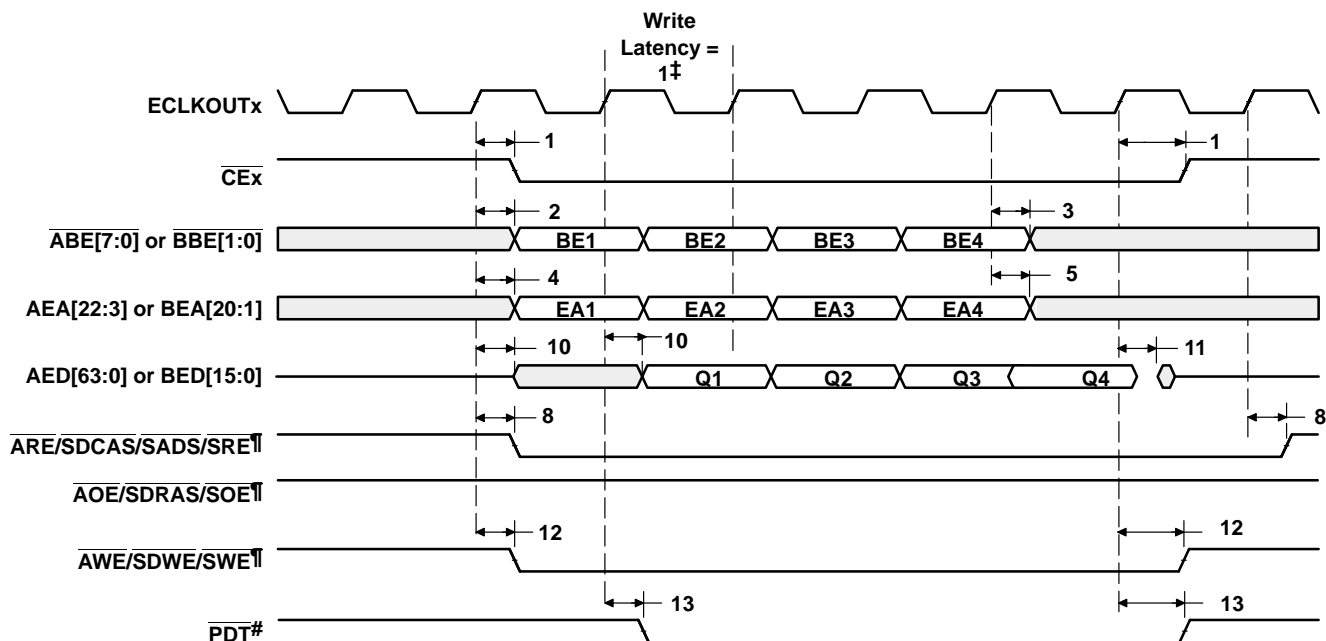 Write
Latency =
1‡
ECLKOUTx
1
1
CEx
2
3
ABE[7:0] or BBE[1:0]
BE1 BE2 BE3 BE4
4
5
AEA[22:3] or BEA[20:1]
EA1 EA2 EA3 EA4
10
10
11
AED[63:0] or BED[15:0]
Q1 Q2 Q3 Q4
8
8
ARE/SDCAS/SADS/SRE¶
AOE/SDRAS/SOE¶
12
12
AWE/SDWE/SWE¶
13
13
PDT#